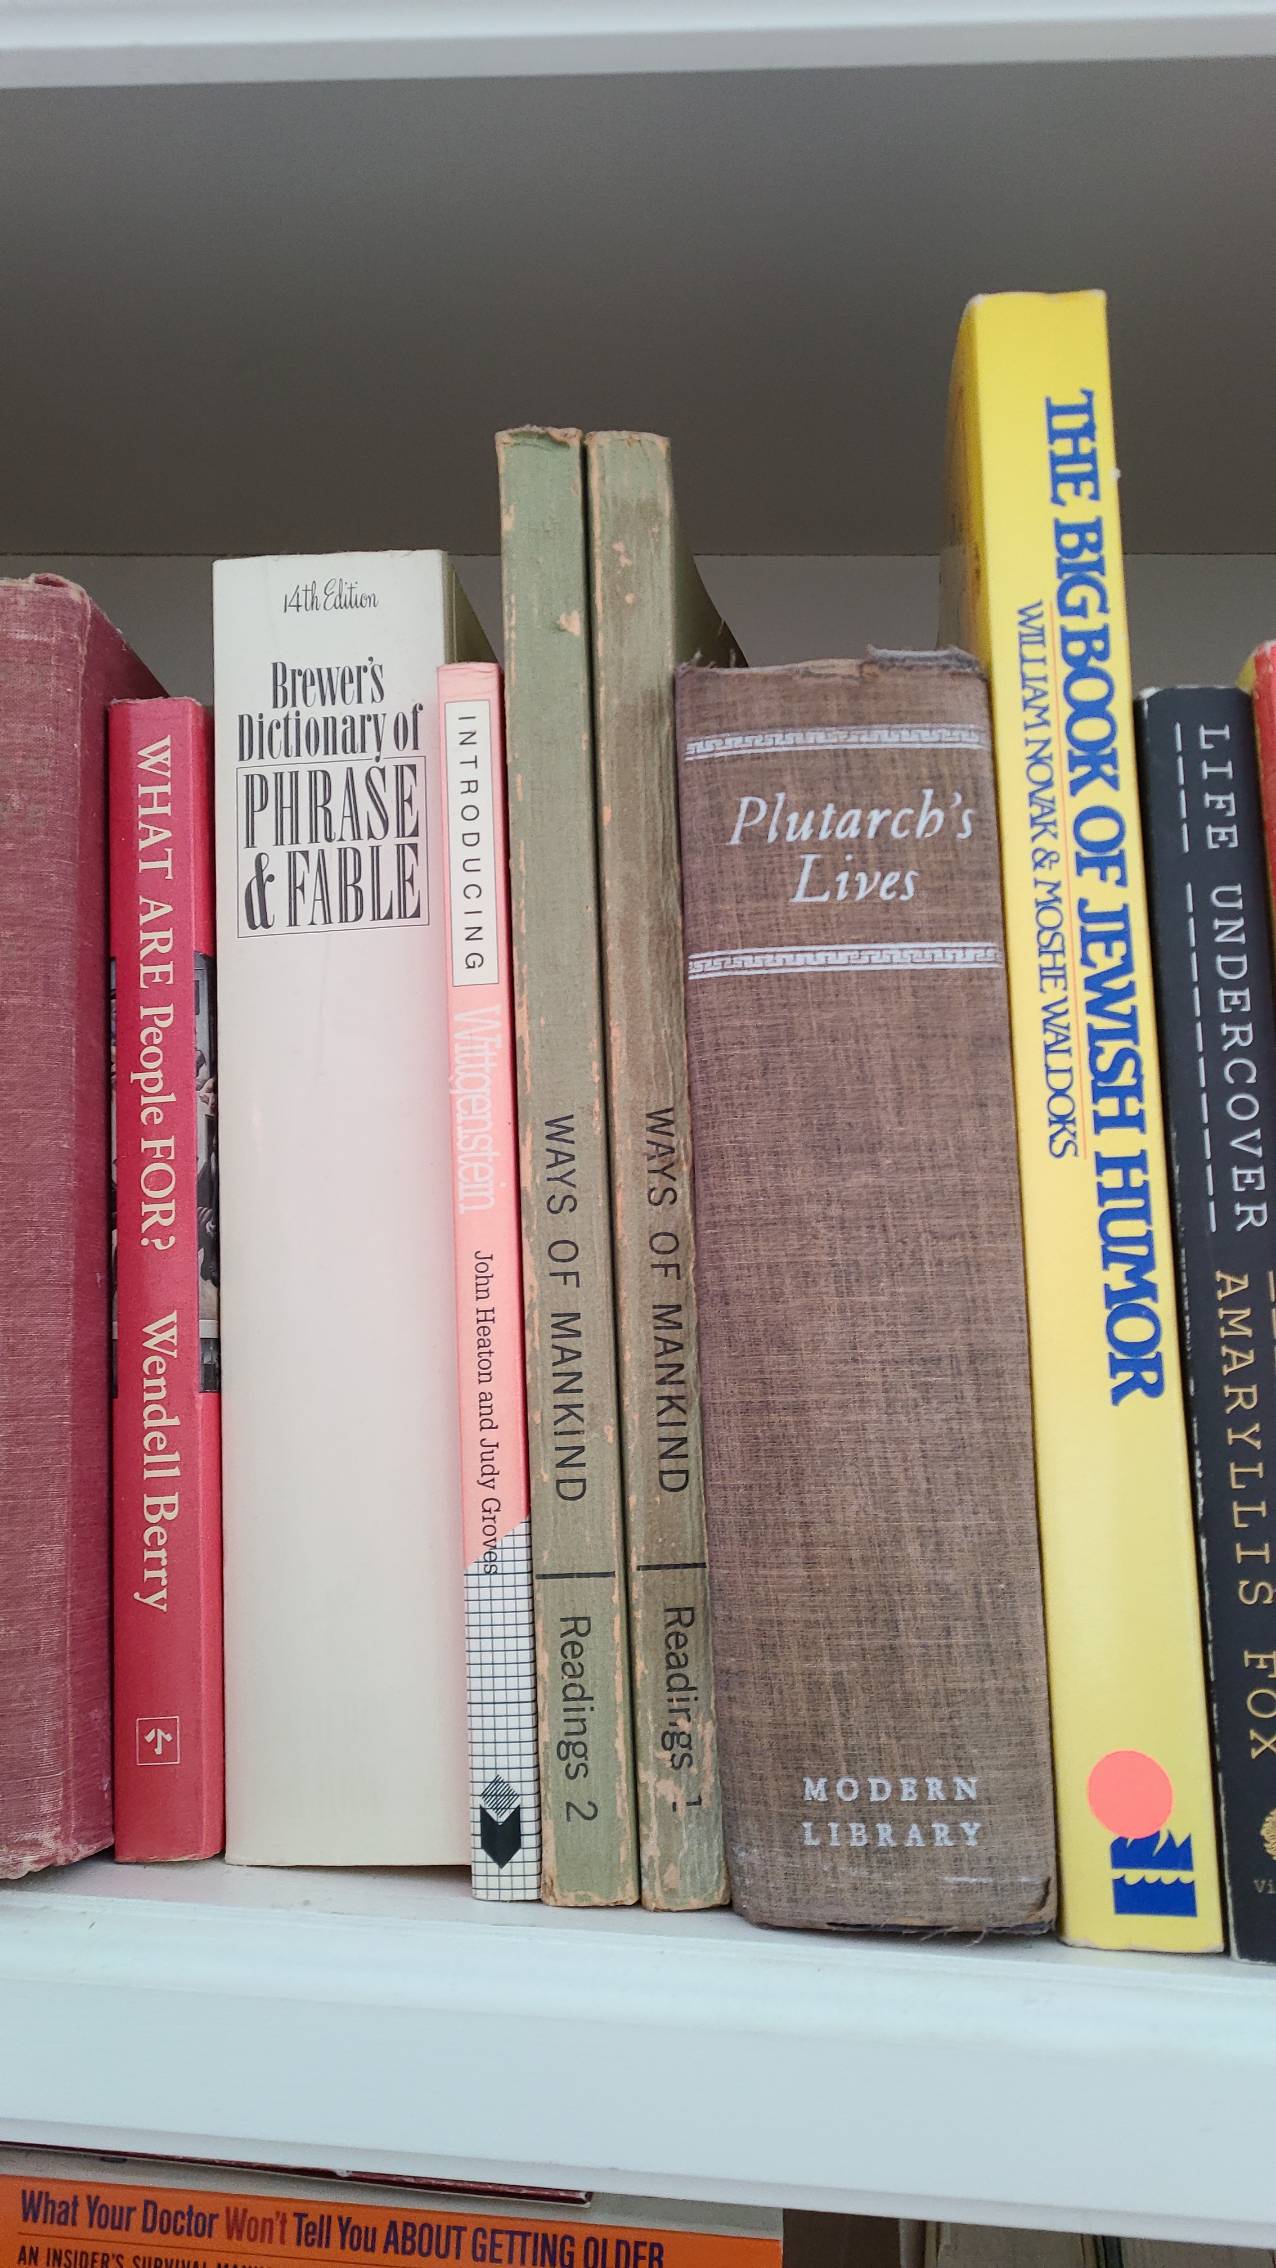 WHAT ARE People FOR? Wendell Berry
14th Edition
Brewer's
Dictionary of
PHRASE
& FABLE
INTRODUCING
Wittgenstein
John Heaton and Judy Groves
WAYS OF MANKIND | Readings 2
WAYS OF MANKIND | Readings 1
Plutarch's
Lives
MODERN
LIBRARY
THE BIG BOOK OF JEWISH HUMOR
WILLIAM NOVAK & MOSHE WALDOKS
LIFE UNDERCOVER AMARYLLIS FOX
What Your Doctor Won't Tell You ABOUT GETTING OLDER
AN INSIDER'S SURVIVAL